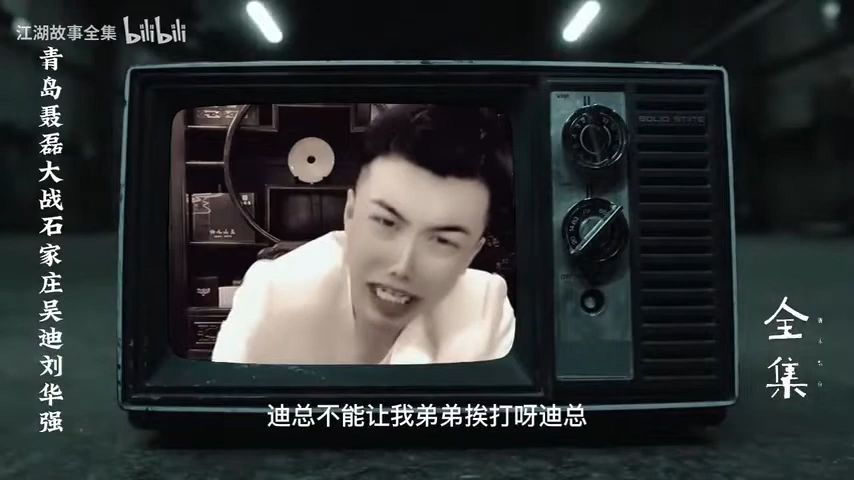 江湖故事全集 bilibili
青岛聂磊大战石家庄吴迪刘华强
SOLID STATE
全集
迪总不能让我弟弟挨打呀迪总